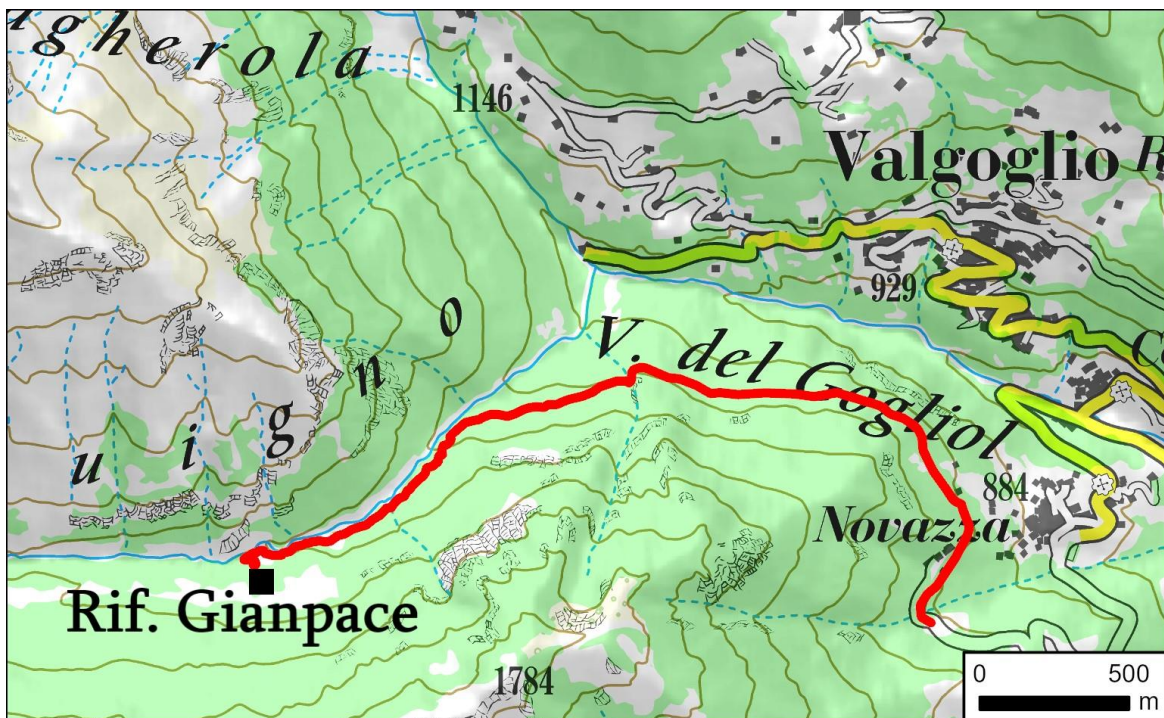 gherola
1146
Valgoglio
929
o
V. del Gogliol
n
g
i
u
884
Novazza
Rif. Gianpace
1784
0 500
m